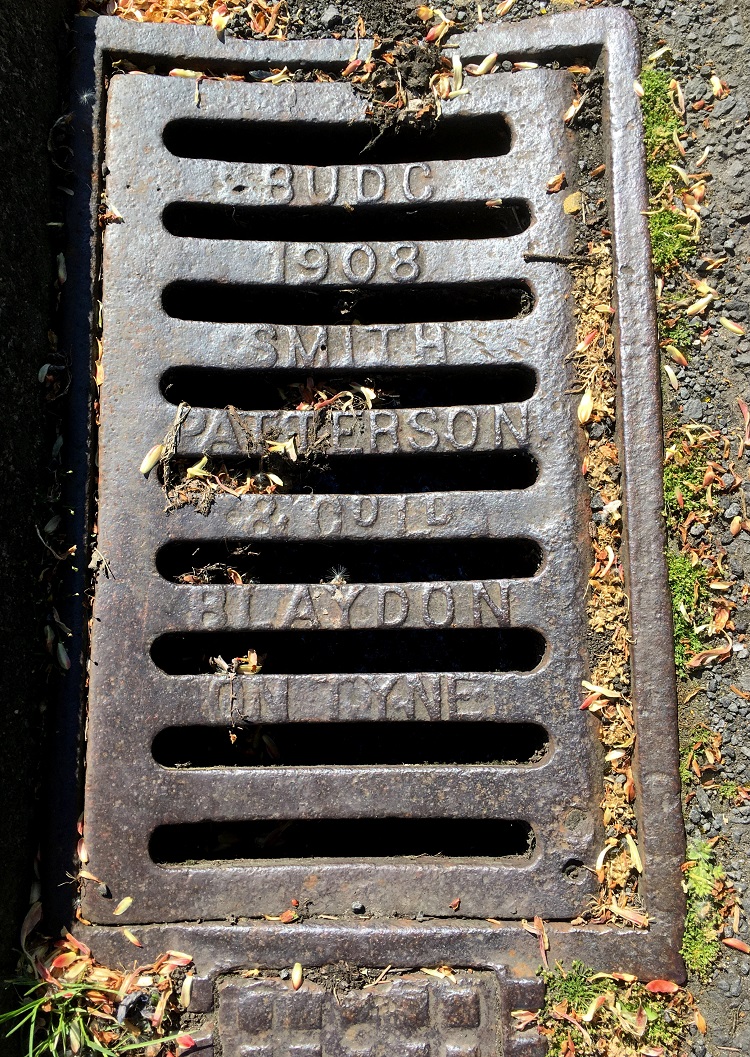 BUDC
1908
SMITH
PATTERSON
& Cº LD
BLAYDON
ON TYNE